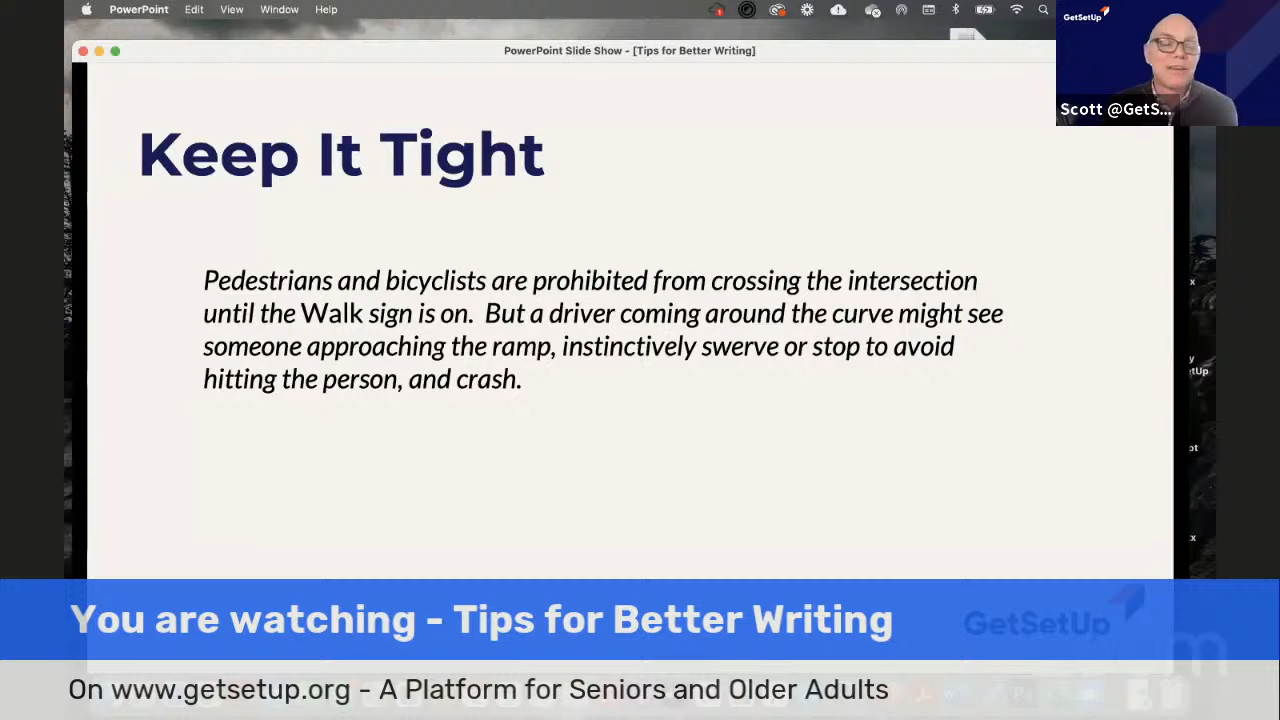 PowerPoint Edit View Window Help
PowerPoint Slide Show - [Tips for Better Writing]
GetSetUp
Scott @GetS...
Keep It Tight
Pedestrians and bicyclists are prohibited from crossing the intersection
until the Walk sign is on. But a driver coming around the curve might see
someone approaching the ramp, instinctively swerve or stop to avoid
hitting the person, and crash.
You are watching - Tips for Better Writing
GetSetUp
On www.getsetup.org - A Platform for Seniors and Older Adults